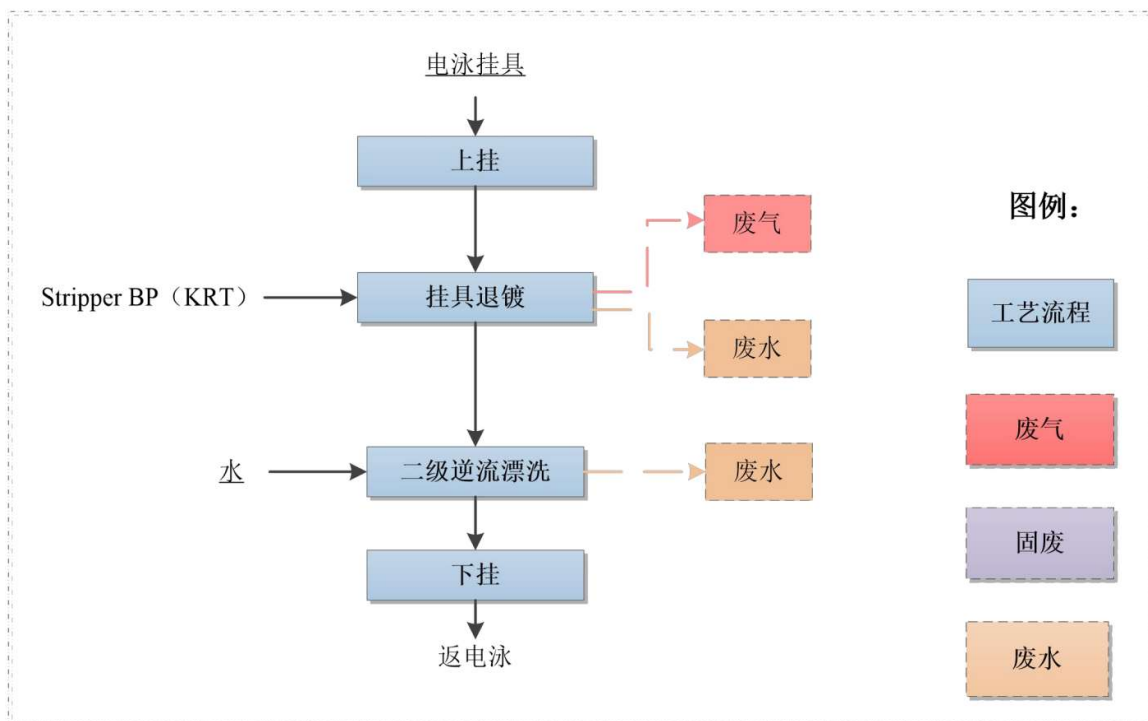 电泳挂具
上挂
废气
图例：
Stripper BP（KRT）
挂具退镀
工艺流程
废水
废气
水
二级逆流漂洗
废水
固废
下挂
返电泳
废水